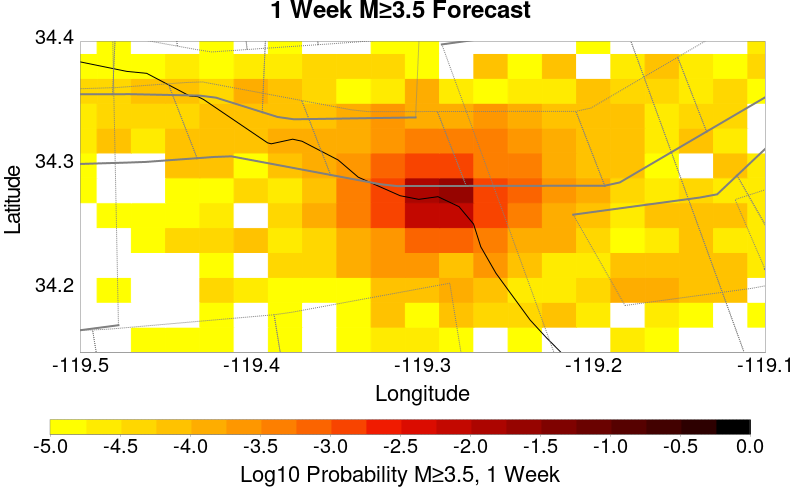 1 Week M≥3.5 Forecast
34.4
34.3
34.2
Latitude
-119.5 -119.4 -119.3 -119.2 -119.1
Longitude
-5.0 -4.5 -4.0 -3.5 -3.0 -2.5 -2.0 -1.5 -1.0 -0.5 0.0
Log10 Probability M≥3.5, 1 Week